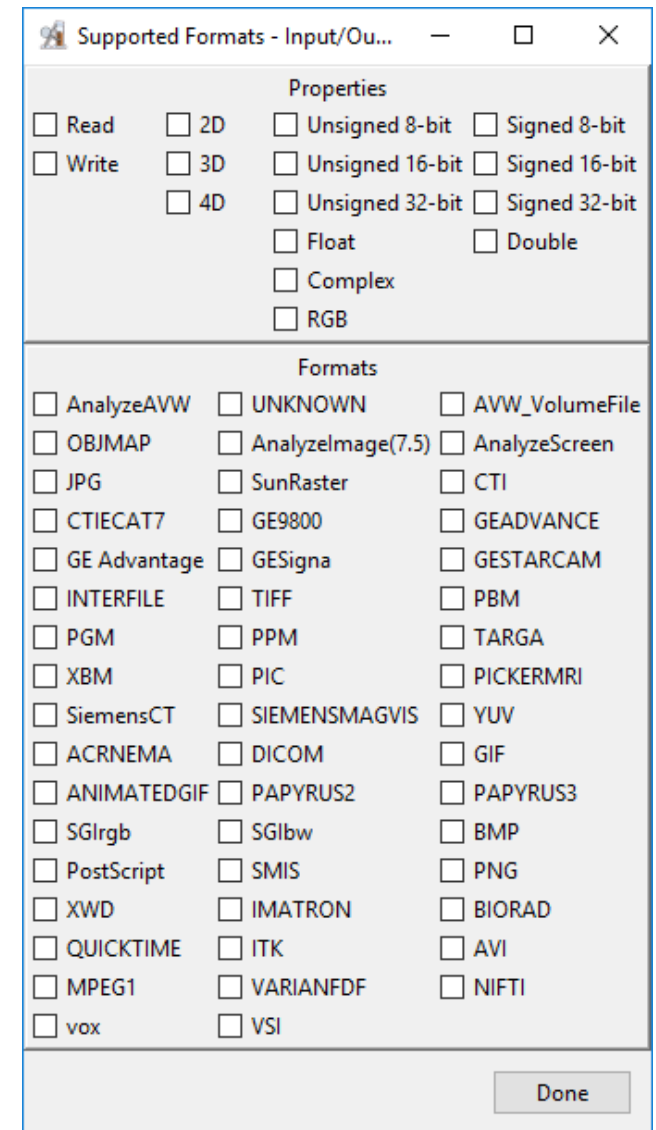 Supported Formats - Input/Ou...
Properties
Read 2D Unsigned 8-bit Signed 8-bit
Write 3D Unsigned 16-bit Signed 16-bit
4D Unsigned 32-bit Signed 32-bit
Float Double
Complex
RGB
Formats
AnalyzeAVW UNKNOWN AVW_VolumeFile
OBJMAP AnalyzeImage(7.5) AnalyzeScreen
JPG SunRaster CTI
CTIECAT7 GE9800 GEADVANCE
GE Advantage GESigna GESTARCAM
INTERFILE TIFF PBM
PGM PPM TARGA
XBM PIC PICKERMRI
SiemensCT SIEMENSMAGVIS YUV
ACRNEMA DICOM GIF
ANIMATEDGIF PAPYRUS2 PAPYRUS3
SGIrgb SGIbw BMP
PostScript SMIS PNG
XWD IMATRON BIORAD
QUICKTIME ITK AVI
MPEG1 VARIANFDF NIFTI
vox VSI
Done